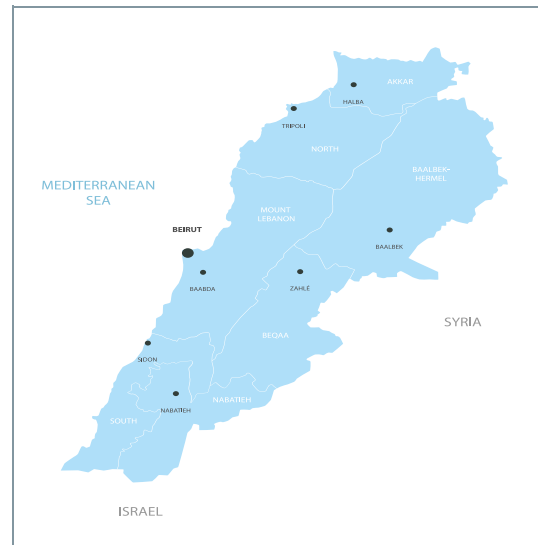 AKKAR
HALBA
TRIPOLI
NORTH
BAALBEK-
HERMEL
MEDITERRANEAN
SEA
MOUNT
LEBANON
BEIRUT
BAALBEK
BAABDA
ZAHLÉ
SYRIA
BEQAA
SIDON
NABATIEH
NABATIEH
SOUTH
ISRAEL